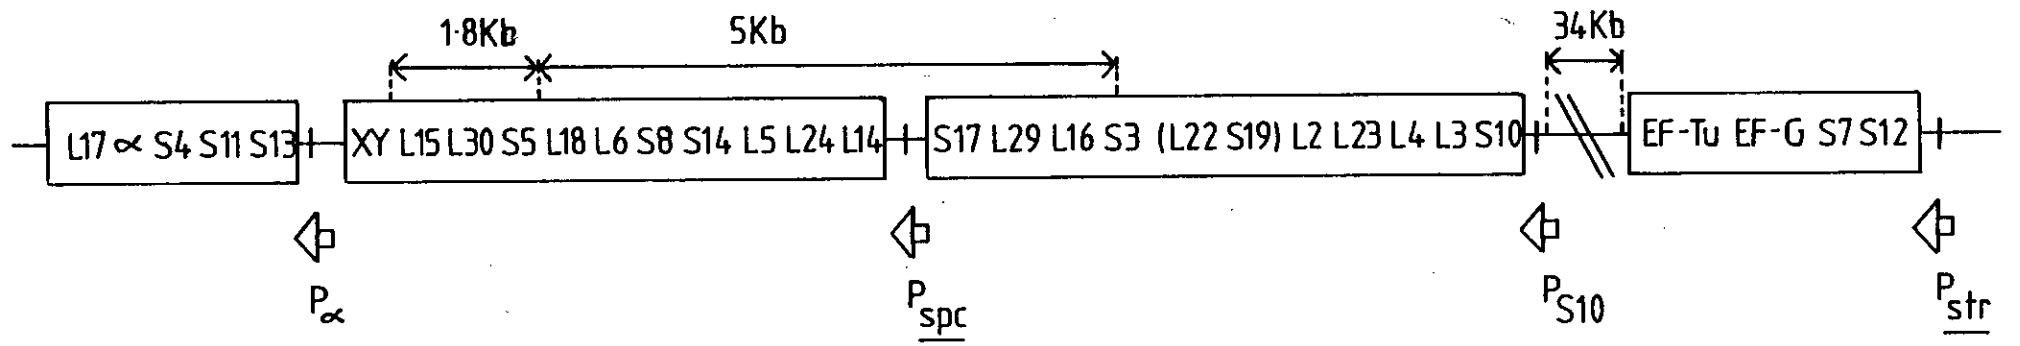 1·8Kb 5Kb 34Kb
L17 ∝ S4 S11 S13 XY L15 L30 S5 L18 L6 S8 S14 L5 L24 L14 S17 L29 L16 S3 (L22 S19) L2 L23 L4 L3 S10 EF-Tu EF-G S7 S12
P∝ Pspc PS10 Pstr